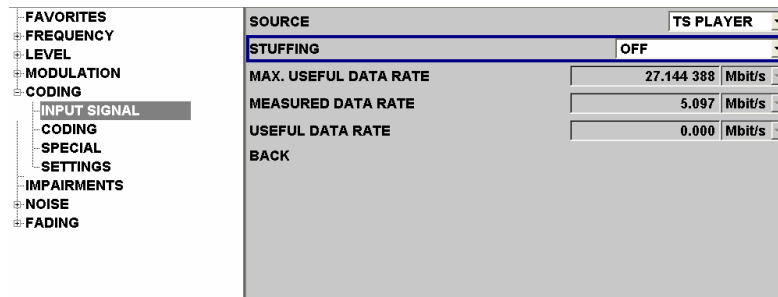 FAVORITES
FREQUENCY
LEVEL
MODULATION
CODING
INPUT SIGNAL
CODING
SPECIAL
SETTINGS
IMPAIRMENTS
NOISE
FADING
SOURCE TS PLAYER
STUFFING OFF
MAX. USEFUL DATA RATE 27.144 388 Mbit/s
MEASURED DATA RATE 5.097 Mbit/s
USEFUL DATA RATE 0.000 Mbit/s
BACK